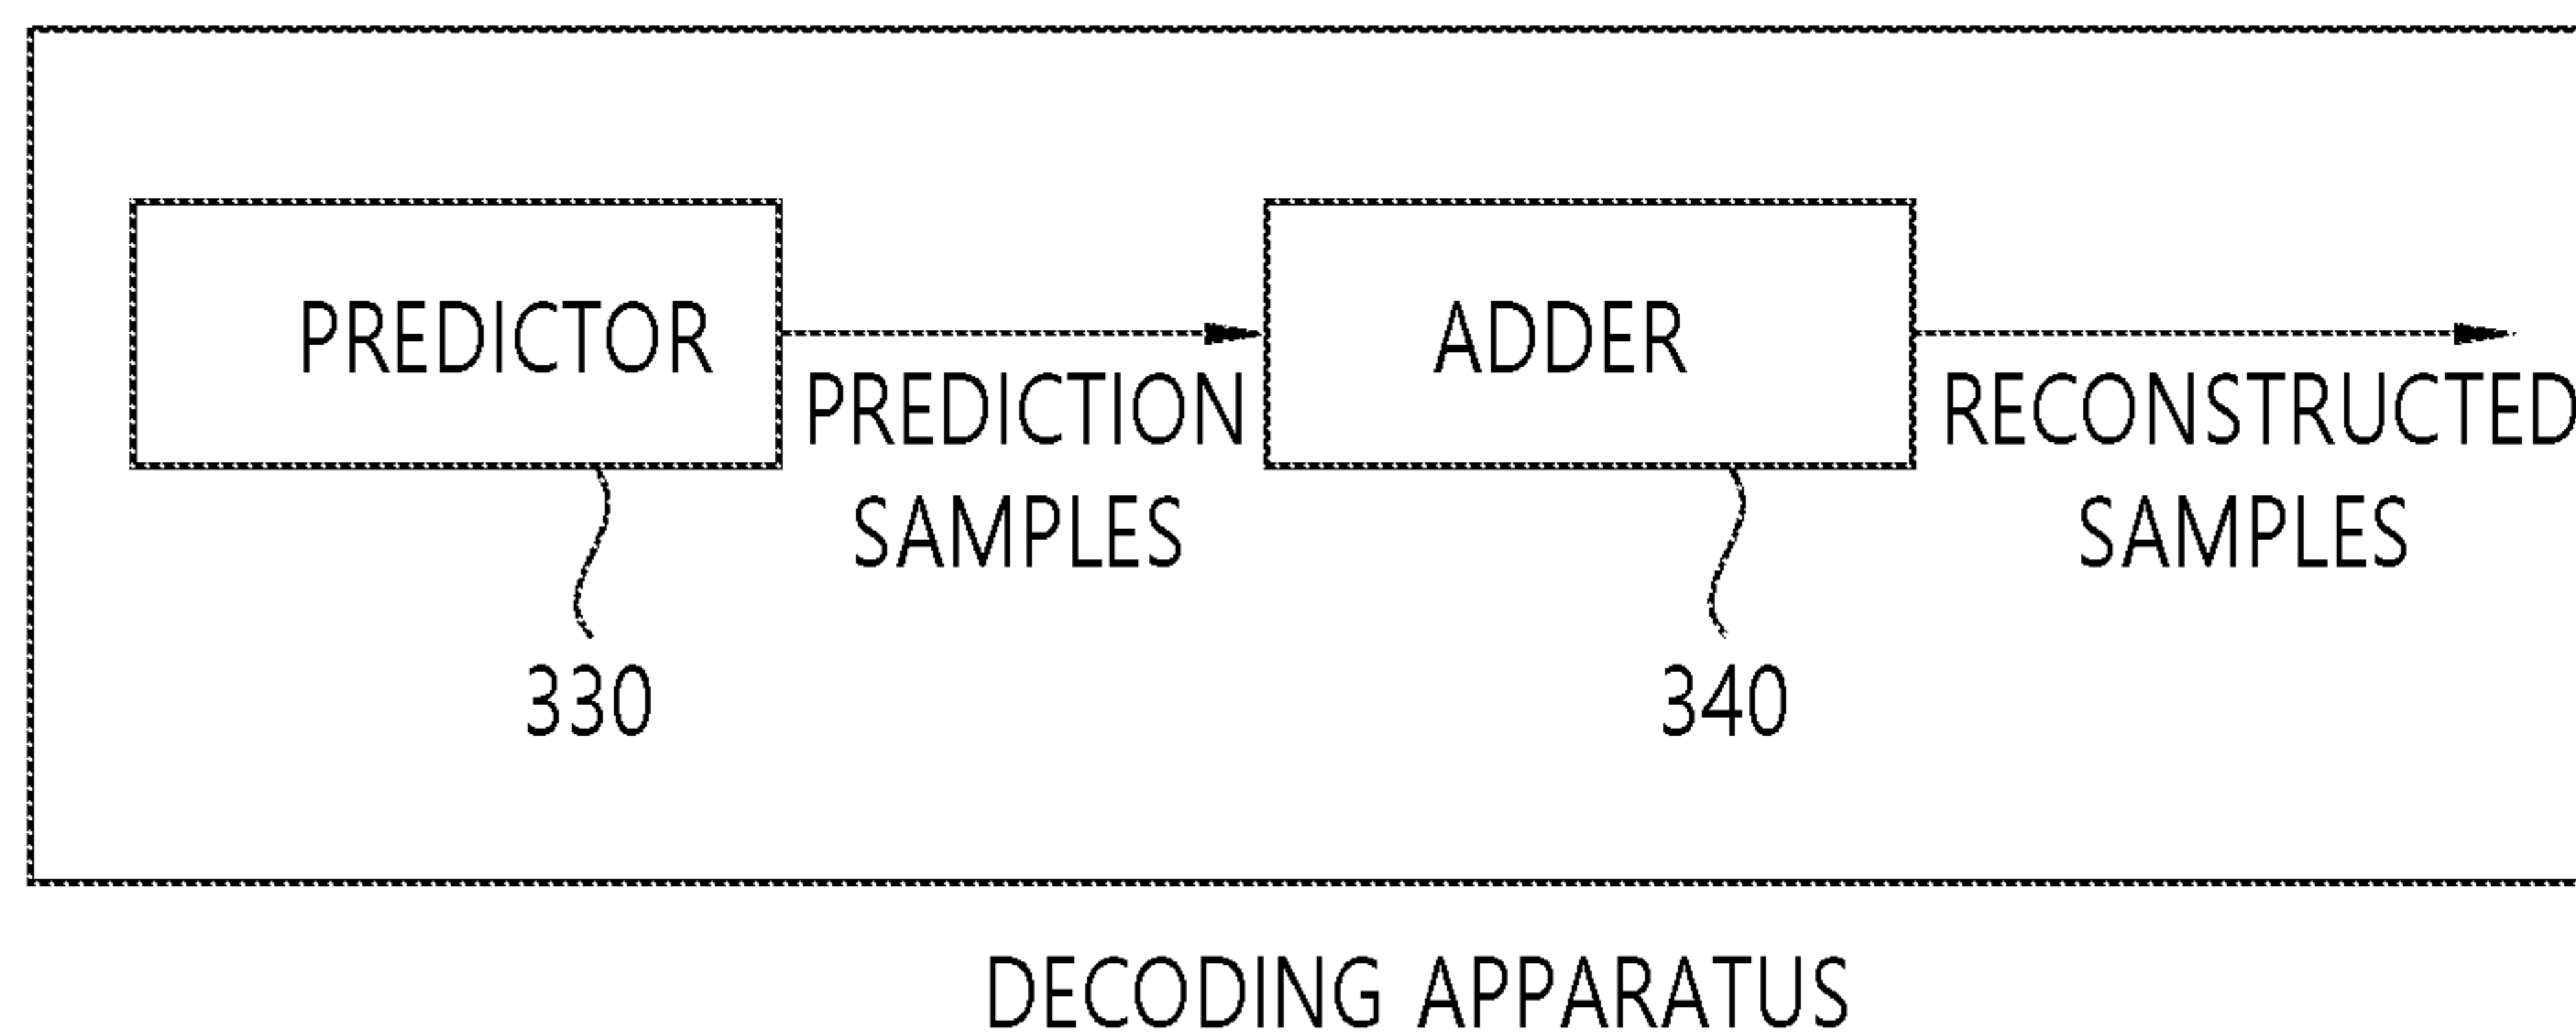 PREDICTOR
PREDICTION
SAMPLES
ADDER
RECONSTRUCTED
SAMPLES
330
340
DECODING APPARATUS